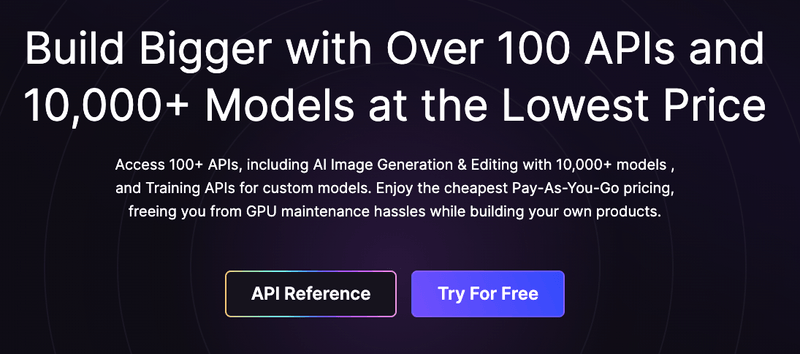 Build Bigger with Over 100 APIs and
10,000+ Models at the Lowest Price
Access 100+ APIs, including AI Image Generation & Editing with 10,000+ models ,
and Training APIs for custom models. Enjoy the cheapest Pay-As-You-Go pricing,
freeing you from GPU maintenance hassles while building your own products.
API Reference
Try For Free